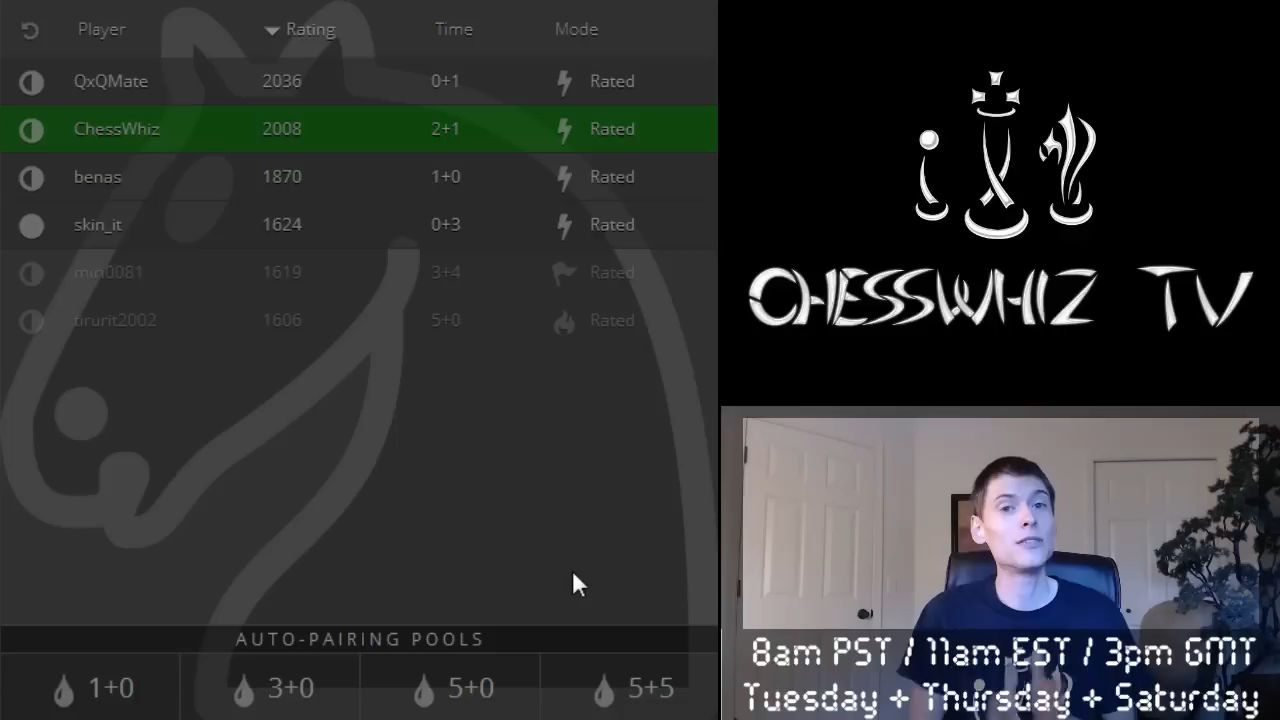 Player Rating Time Mode
QxQMate 2036 0+1 Rated
ChessWhiz 2008 2+1 Rated
benas 1870 1+0 Rated
skin_it 1624 0+3 Rated
miri0081 1619 3+4 Rated
tirurit2002 1606 5+0 Rated
AUTO-PAIRING POOLS
1+0 3+0 5+0 5+5
CHESSWHIZ TV
8am PST / 11am EST / 3pm GMT
Tuesday + Thursday + Saturday